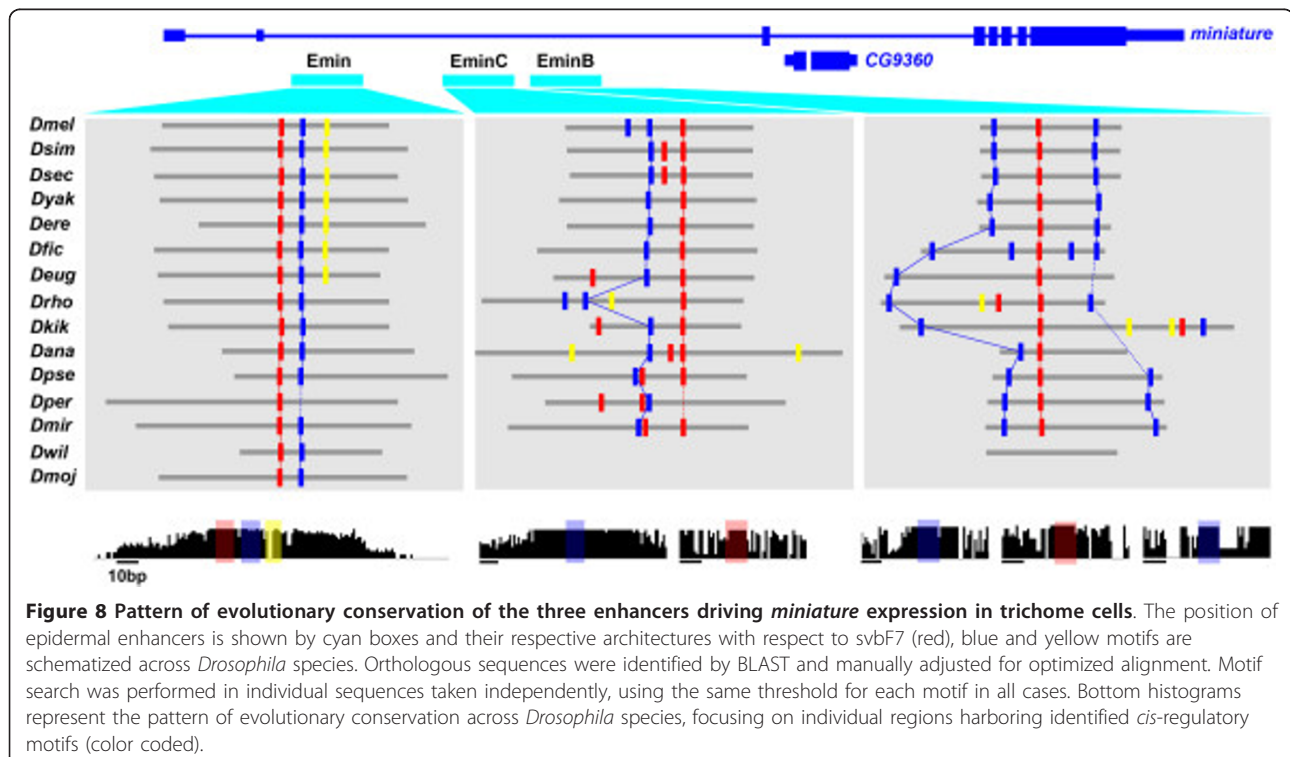 miniature
CG9360
Emin
EminC
EminB
Dmel
Dsim
Dsec
Dyak
Dere
Dfic
Deug
Drho
Dkik
Dana
Dpse
Dper
Dmir
Dwil
Dmoj
10bp
Figure 8 Pattern of evolutionary conservation of the three enhancers driving miniature expression in trichome cells. The position of
epidermal enhancers is shown by cyan boxes and their respective architectures with respect to svbF7 (red), blue and yellow motifs are
schematized across Drosophila species. Orthologous sequences were identified by BLAST and manually adjusted for optimized alignment. Motif
search was performed in individual sequences taken independently, using the same threshold for each motif in all cases. Bottom histograms
represent the pattern of evolutionary conservation across Drosophila species, focusing on individual regions harboring identified cis-regulatory
motifs (color coded).